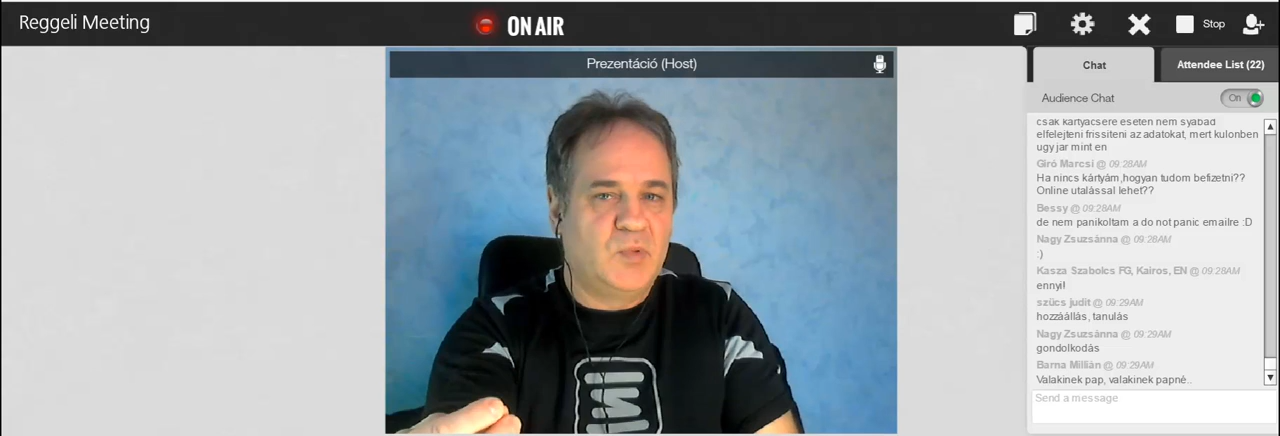 Reggeli Meeting
ON AIR
Stop
Prezentáció (Host)
Chat
Attendee List (22)
Audience Chat
On
csak kártyacsere eseten nem syabad
elfelejteni frissiteni az adatokat, mert kulonben
ugy jar mint en
Giró Marcsi @ 09:28AM
Ha nincs kártyám,hogyan tudom befizetni??
Online utalással lehet??
Bessy @ 09:28AM
de nem panikoltam a do not panic emailre :D
Nagy Zsuzsánna @ 09:28AM
:)
Kasza Szabolcs FG, Kairos, EN @ 09:28AM
ennyi!
szücs judit @ 09:29AM
hozzáállás, tanulás
Nagy Zsuzsánna @ 09:29AM
gondolkodás
Barna Millián @ 09:29AM
Valakinek pap, valakinek papnè..
Send a message